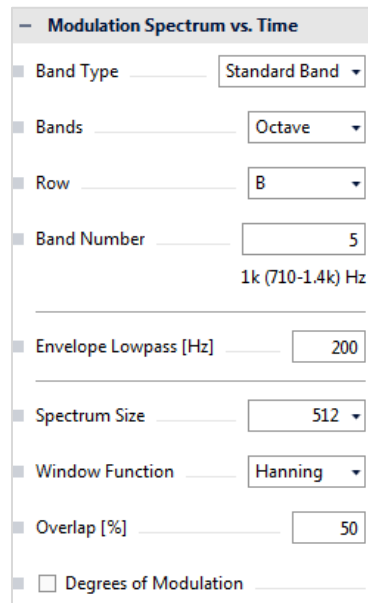 Modulation Spectrum vs. Time
Band Type Standard Band
Bands Octave
Row B
Band Number 5
1k (710-1.4k) Hz
Envelope Lowpass [Hz] 200
Spectrum Size 512
Window Function Hanning
Overlap [%] 50
Degrees of Modulation